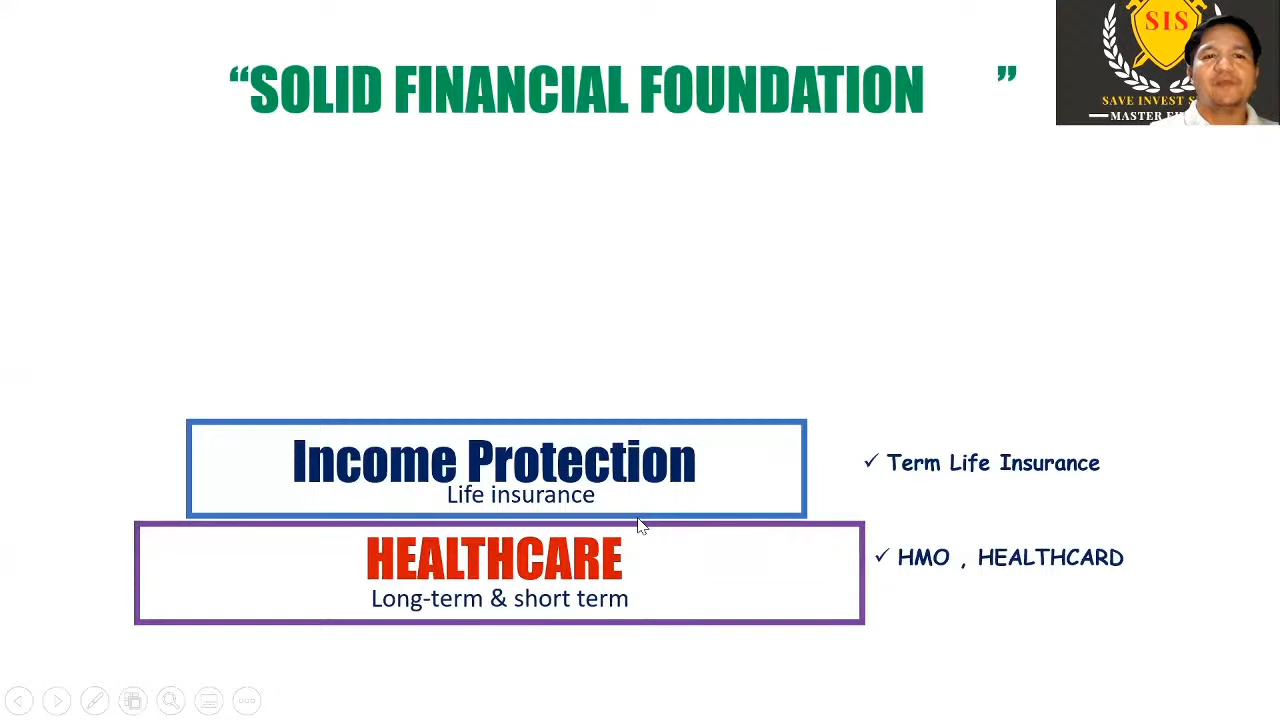 “SOLID FINANCIAL FOUNDATION ”
SIS
SAVE INVEST
MASTER
Income Protection
Life insurance
✓ Term Life Insurance
HEALTHCARE
Long-term & short term
✓ HMO , HEALTHCARD